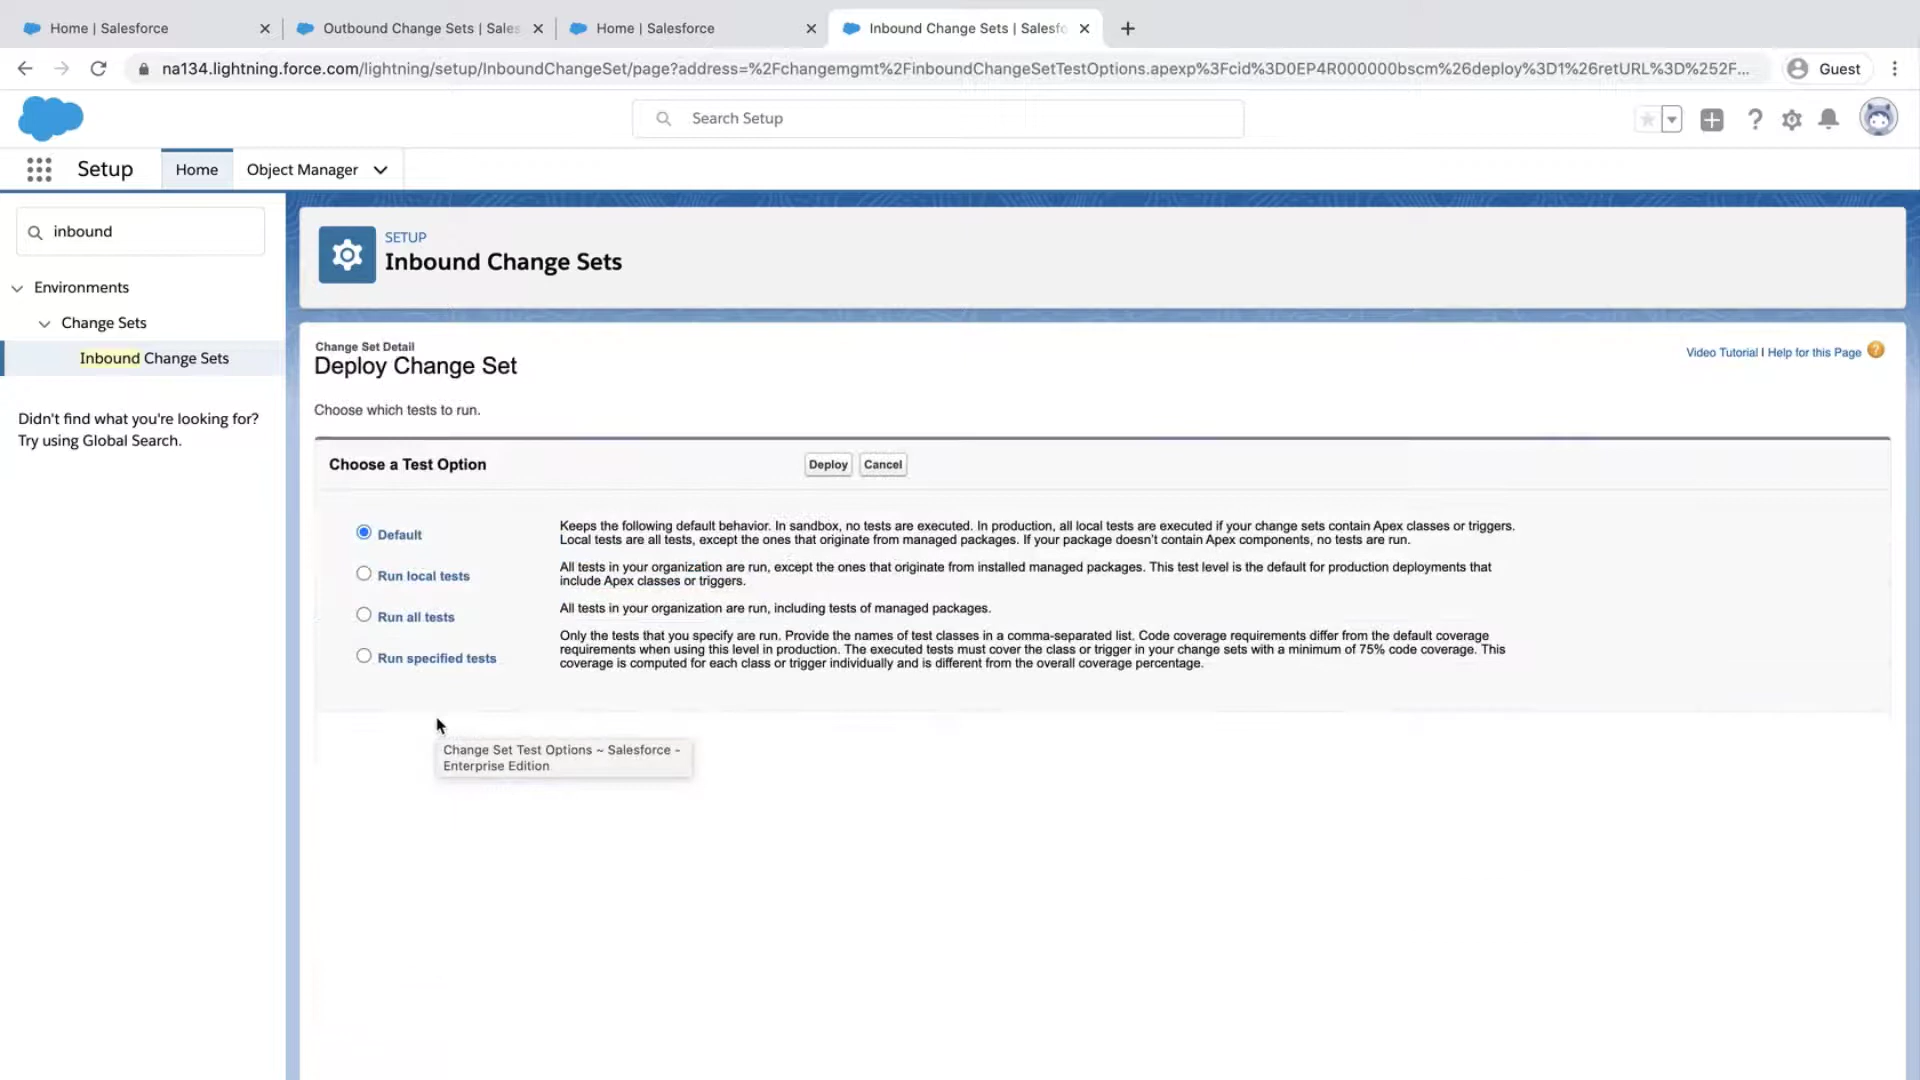 Home | Salesforce
Outbound Change Sets | Sales
Home | Salesforce
Inbound Change Sets | Salesfo
na134.lightning.force.com/lightning/setup/InboundChangeSet/page?address=%2Fchangemgmt%2FinboundChangeSetTestOptions.apexp%3Fcid%3D0EP4R000000bscm%26deploy%3D1%26retURL%3D%252F...
Guest
Search Setup
Setup
Home
Object Manager
inbound
Environments
Change Sets
Inbound Change Sets
Didn't find what you're looking for?
Try using Global Search.
SETUP
Inbound Change Sets
Change Set Detail
Deploy Change Set
Video Tutorial | Help for this Page ?
Choose which tests to run.
Choose a Test Option
Deploy
Cancel
Default
Keeps the following default behavior. In sandbox, no tests are executed. In production, all local tests are executed if your change sets contain Apex classes or triggers.
Local tests are all tests, except the ones that originate from managed packages. If your package doesn't contain Apex components, no tests are run.
Run local tests
All tests in your organization are run, except the ones that originate from installed managed packages. This test level is the default for production deployments that
include Apex classes or triggers.
Run all tests
All tests in your organization are run, including tests of managed packages.
Run specified tests
Only the tests that you specify are run. Provide the names of test classes in a comma-separated list. Code coverage requirements differ from the default coverage
requirements when using this level in production. The executed tests must cover the class or trigger in your change sets with a minimum of 75% code coverage. This
coverage is computed for each class or trigger individually and is different from the overall coverage percentage.
Change Set Test Options ~ Salesforce -
Enterprise Edition